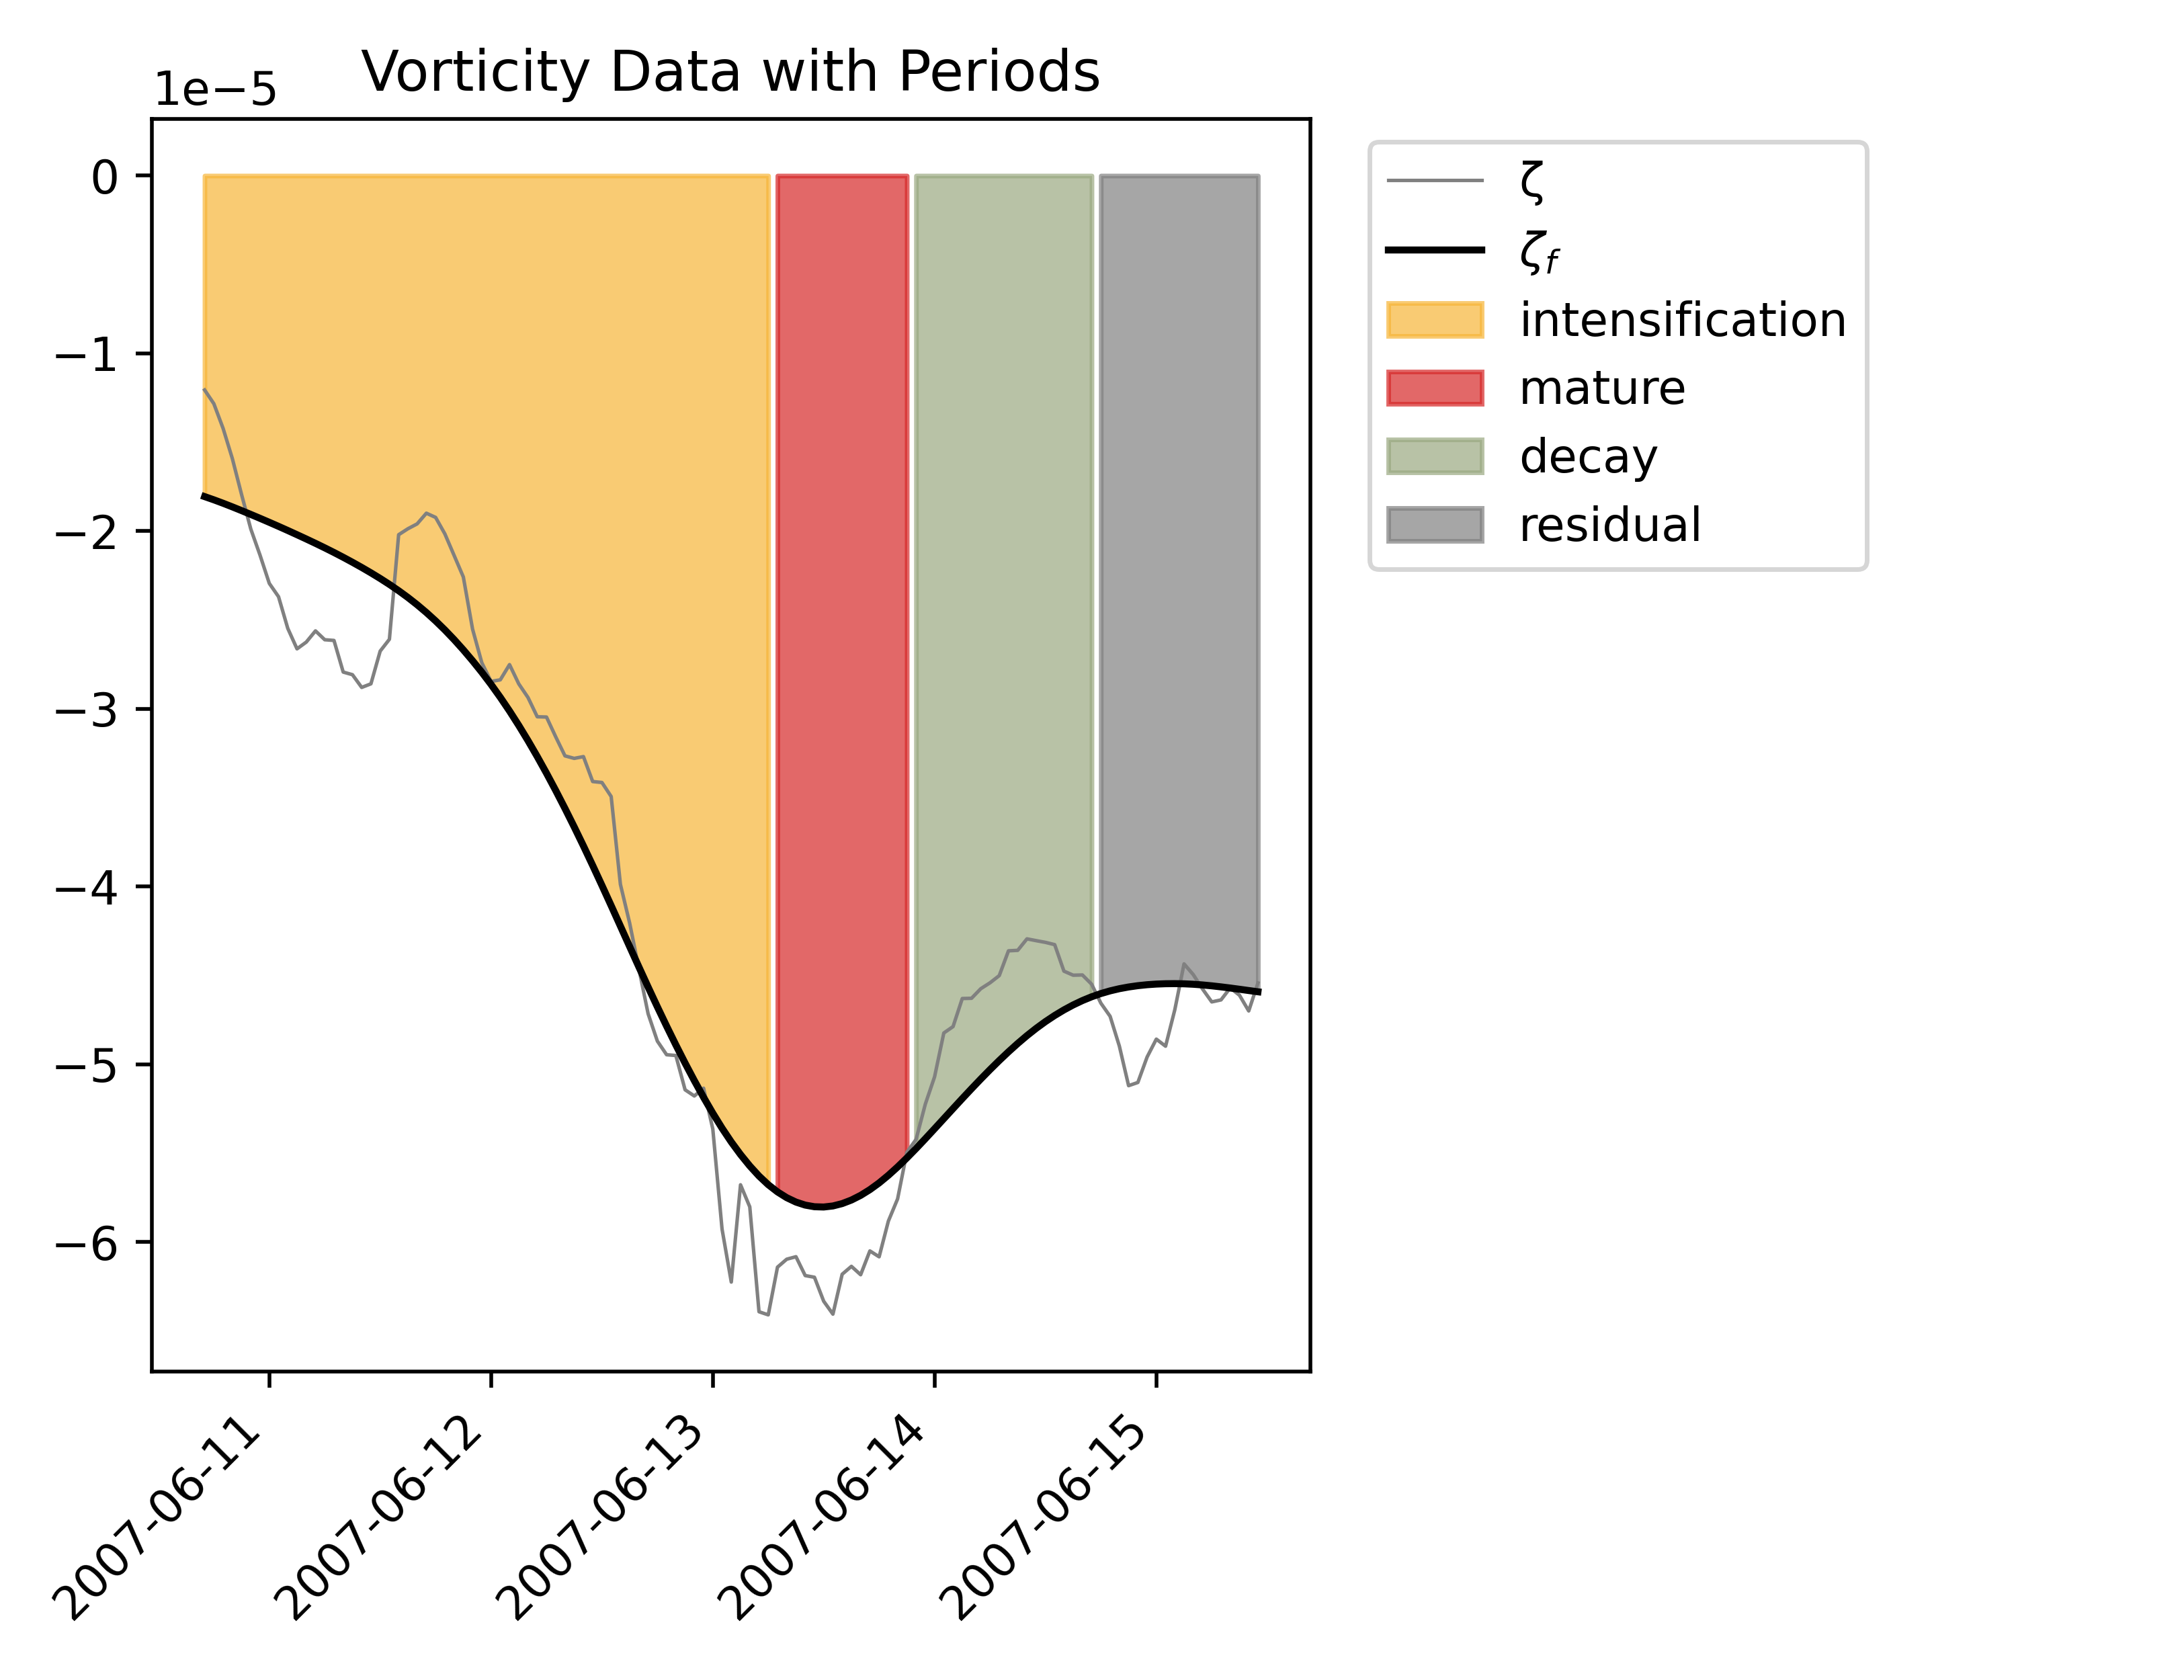 Vorticity Data with Periods
1e−5
0
−1
−2
−3
−4
−5
−6
2007-06-11
2007-06-12
2007-06-13
2007-06-14
2007-06-15
ζ
ζf
intensification
mature
decay
residual